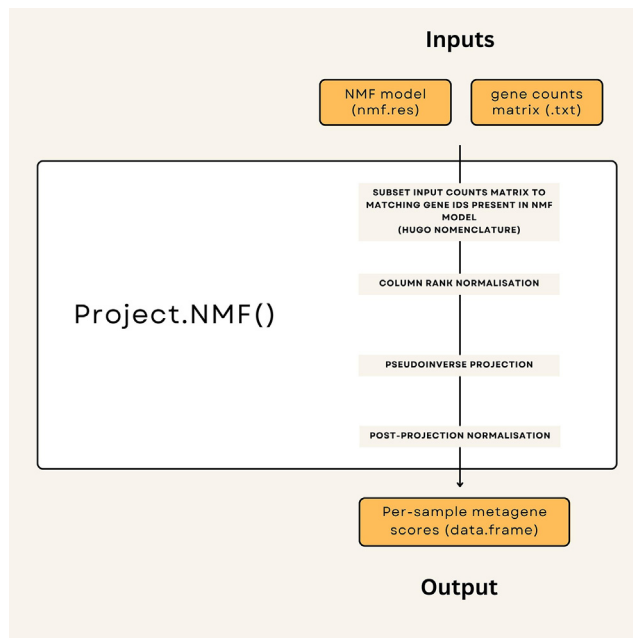 Inputs
NMF model
(nmf.res)
gene counts
matrix (.txt)
SUBSET INPUT COUNTS MATRIX TO
MATCHING GENE IDS PRESENT IN NMF
MODEL
(HUGO NOMENCLATURE)
COLUMN RANK NORMALISATION
Project.NMF()
PSEUDOINVERSE PROJECTION
POST-PROJECTION NORMALISATION
Per-sample metagene
scores (data.frame)
Output